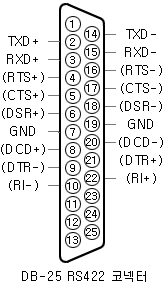 1
14 TXD-
TXD+ 2
15 RXD-
RXD+ 3
16 (RTS-)
(RTS+) 4
17 (CTS-)
(CTS+) 5
18 (DSR-)
(DSR+) 6
19 GND
GND 7
20 (DCD-)
(DCD+) 8
21 (DTR+)
(DTR-) 9
22 (RI+)
(RI-) 10
23
11
24
12
25
13
DB-25 RS422 코넥터